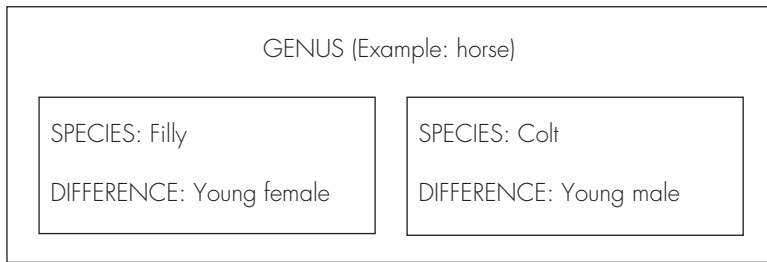 GENUS (Example: horse)
SPECIES: Filly
DIFFERENCE: Young female
SPECIES: Colt
DIFFERENCE: Young male